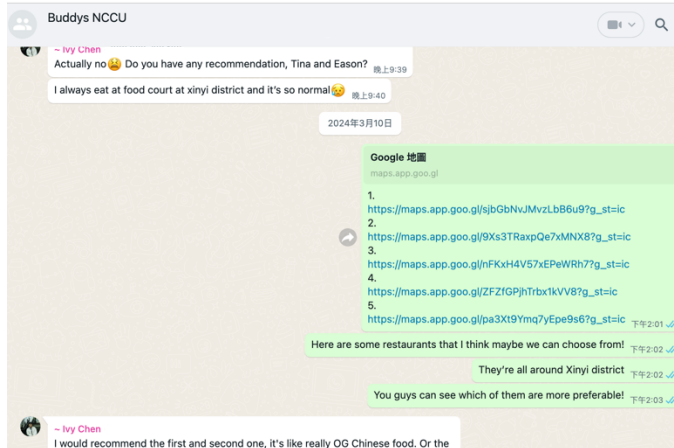 Buddys NCCU
~ Ivy Chen
Actually no😫 Do you have any recommendation, Tina and Eason? 晚上9:39
I always eat at food court at xinyi district and it's so normal😥 晚上9:40
2024年3月10日
Google 地圖
maps.app.goo.gl
1.
https://maps.app.goo.gl/sjbGbNvJMvzLbB6u9?g_st=ic
2.
https://maps.app.goo.gl/9Xs3TRaxpQe7xMNX8?g_st=ic
3.
https://maps.app.goo.gl/nFKxH4V57xEPeWRh7?g_st=ic
4.
https://maps.app.goo.gl/ZFZfGPjhTrbx1kVV8?g_st=ic
5.
https://maps.app.goo.gl/pa3Xt9Ymq7yEpe9s6?g_st=ic 下午2:01
Here are some restaurants that I think maybe we can choose from! 下午2:02
They're all around Xinyi district 下午2:02
You guys can see which of them are more preferable! 下午2:03
~ Ivy Chen
I would recommend the first and second one, it's like really OG Chinese food. Or the